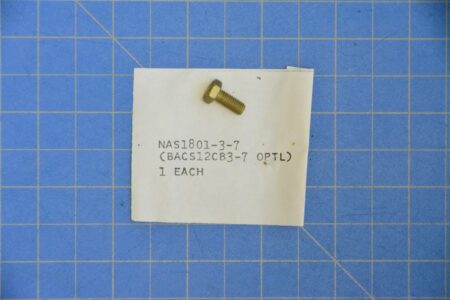 NAS1801-3-7
(BACS12CB3-7 OPTL)
1 EACH